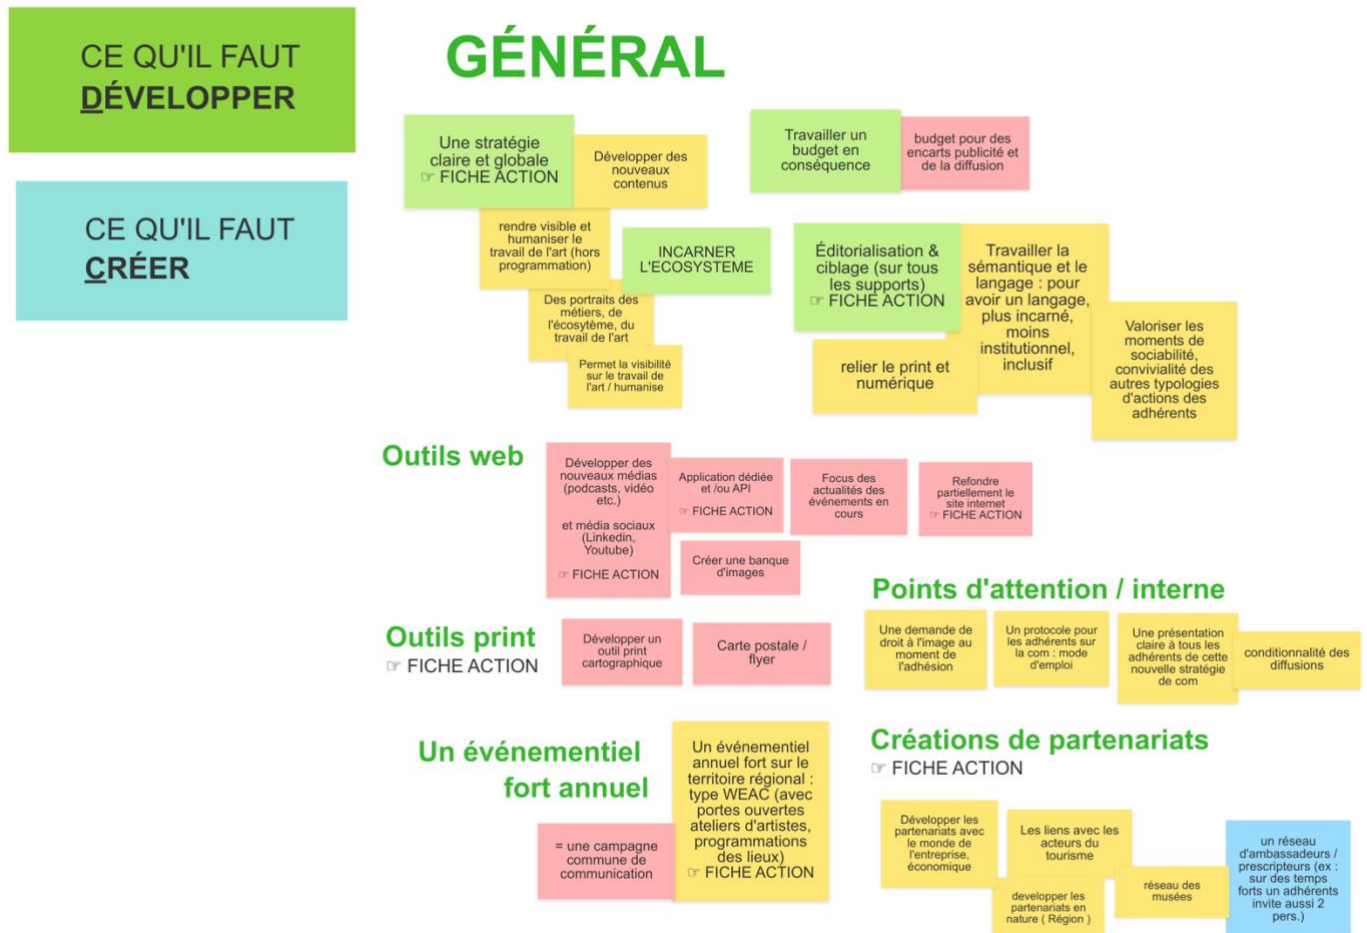 CE QU'IL FAUT
DÉVELOPPER
CE QU'IL FAUT
CRÉER
GÉNÉRAL
Une stratégie
claire et globale
☞ FICHE ACTION
Développer des
nouveaux
contenus
rendre visible et
humaniser le
travail de l'art (hors
programmation)
INCARNER
L'ECOSYSTEME
Des portraits des
métiers, de
l'écosytème, du
travail de l'art
Permet la visibilité
sur le travail de
l'art / humanise
Travailler un
budget en
conséquence
budget pour des
encarts publicité et
de la diffusion
Éditorialisation &
ciblage (sur tous
les supports)
☞ FICHE ACTION
Travailler la
sémantique et le
langage : pour
avoir un langage,
plus incarné,
moins
institutionnel,
inclusif
relier le print et
numérique
Valoriser les
moments de
sociabilité,
convivialité des
autres typologies
d'actions des
adhérents
Outils web
Développer des
nouveaux médias
(podcasts, vidéo
etc.)
et média sociaux
(Linkedin,
Youtube)
☞ FICHE ACTION
Application dédiée
et /ou API
☞ FICHE ACTION
Focus des
actualités des
événements en
cours
Refondre
partiellement le
site internet
☞ FICHE ACTION
Créer une banque
d'images
Outils print
☞ FICHE ACTION
Développer un
outil print
cartographique
Carte postale /
flyer
Points d'attention / interne
Une demande de
droit à l'image au
moment de
l'adhésion
Un protocole pour
les adhérents sur
la com : mode
d'emploi
Une présentation
claire à tous les
adhérents de cette
nouvelle stratégie
de com
conditionnalité des
diffusions
Un événementiel
fort annuel
= une campagne
commune de
communication
Un événementiel
annuel fort sur le
territoire régional :
type WEAC (avec
portes ouvertes
ateliers d'artistes,
programmations
des lieux)
☞ FICHE ACTION
Créations de partenariats
☞ FICHE ACTION
Développer les
partenariats avec
le monde de
l'entreprise,
économique
Les liens avec les
acteurs du
tourisme
developper les
partenariats en
nature ( Région )
réseau des
musées
un réseau
d'ambassadeurs /
prescripteurs (ex :
sur des temps
forts un adhérents
invite aussi 2
pers.)